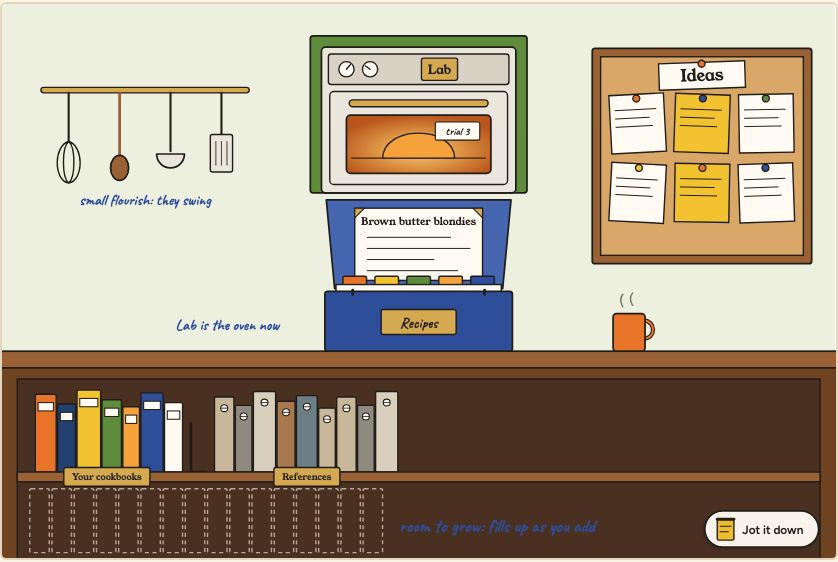 Lab
trial 3
Ideas
small flourish: they swing
Brown butter blondies
Lab is the oven now
Recipes
Your cookbooks
References
room to grow: fills up as you add
Jot it down